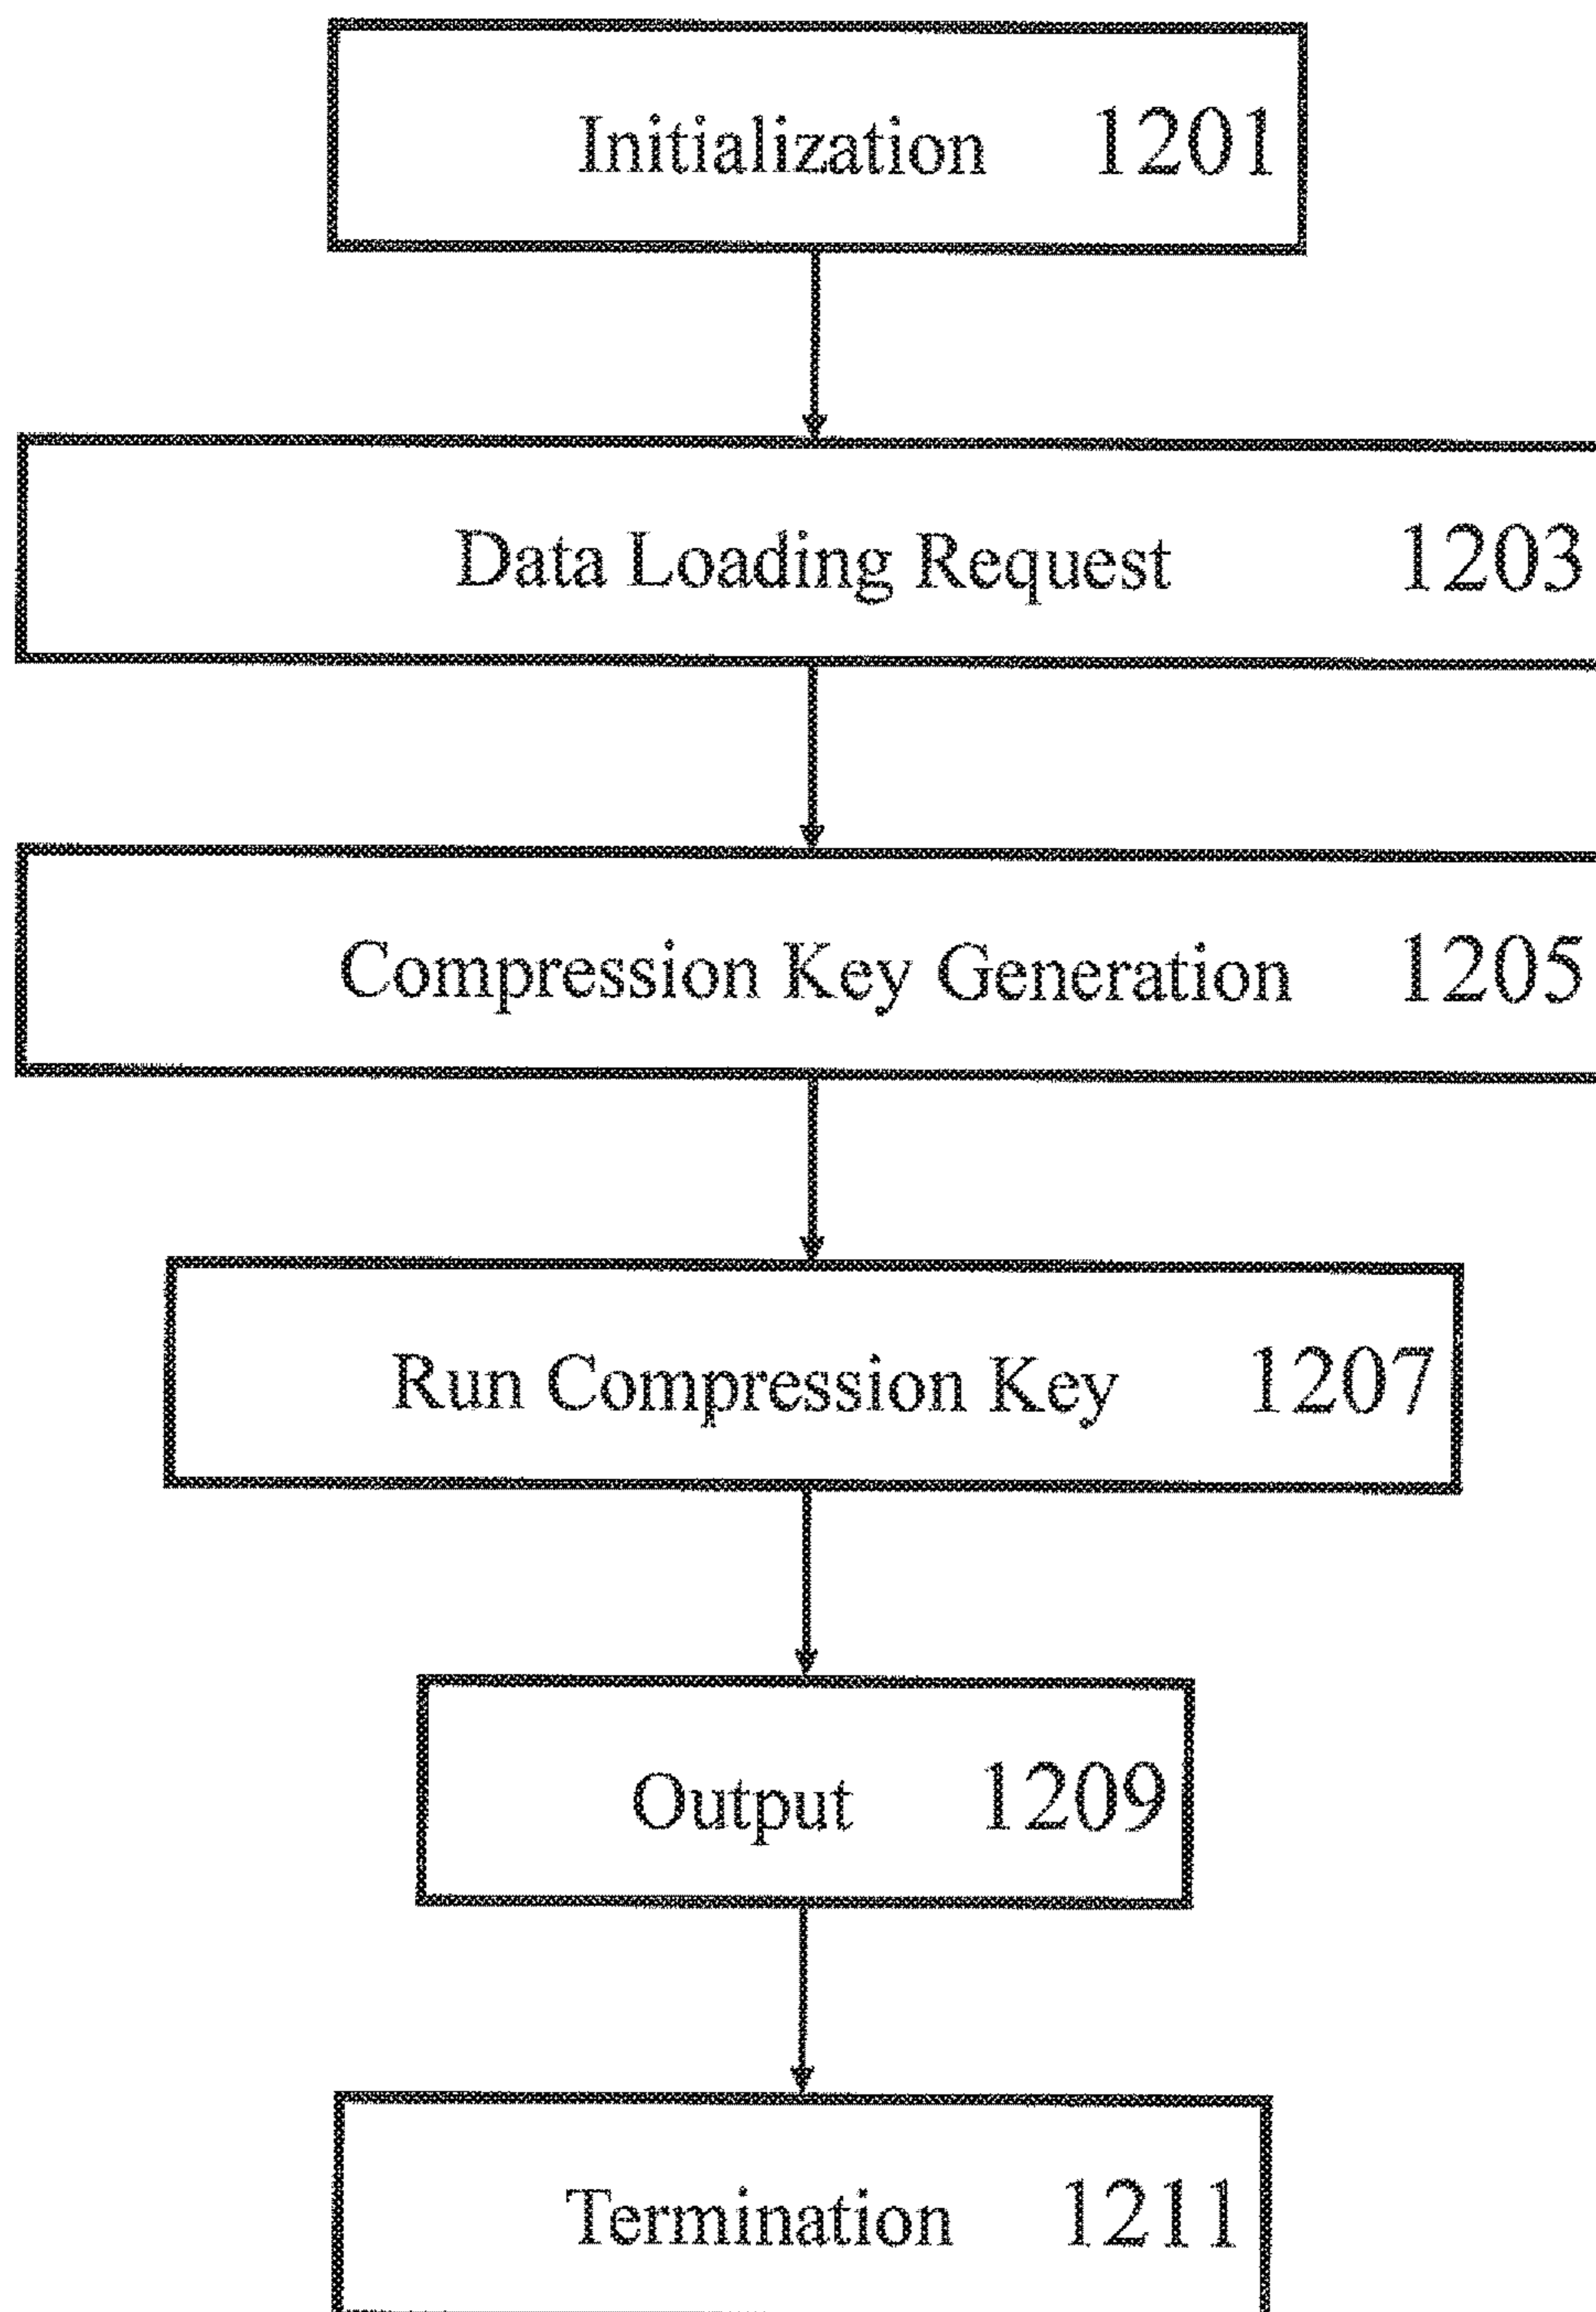 Initialization 1201
Data Loading Request 1203
Compression Key Generation 1205
Run Compression Key 1207
Output 1209
Termination 1211